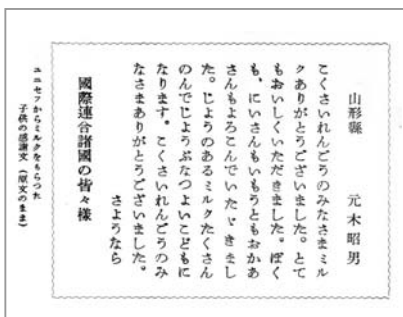 山形縣　元木昭男
こくさいれんごうのみなさまミル
クありがとうございました。とて
もおいしくいただきました。ぼく
も、にいさんもいもうともおかあ
さんもよろこんでいたゞきまし
た。じようのあるミルクたくさん
のんでじようぶなつよいこどもに
なります。こくさいれんごうのみ
なさまありがとうございました。
さようなら
國際連合諸國の皆々様
ユニセフからミルクをもらつた
子供の感謝文（原文のまま）